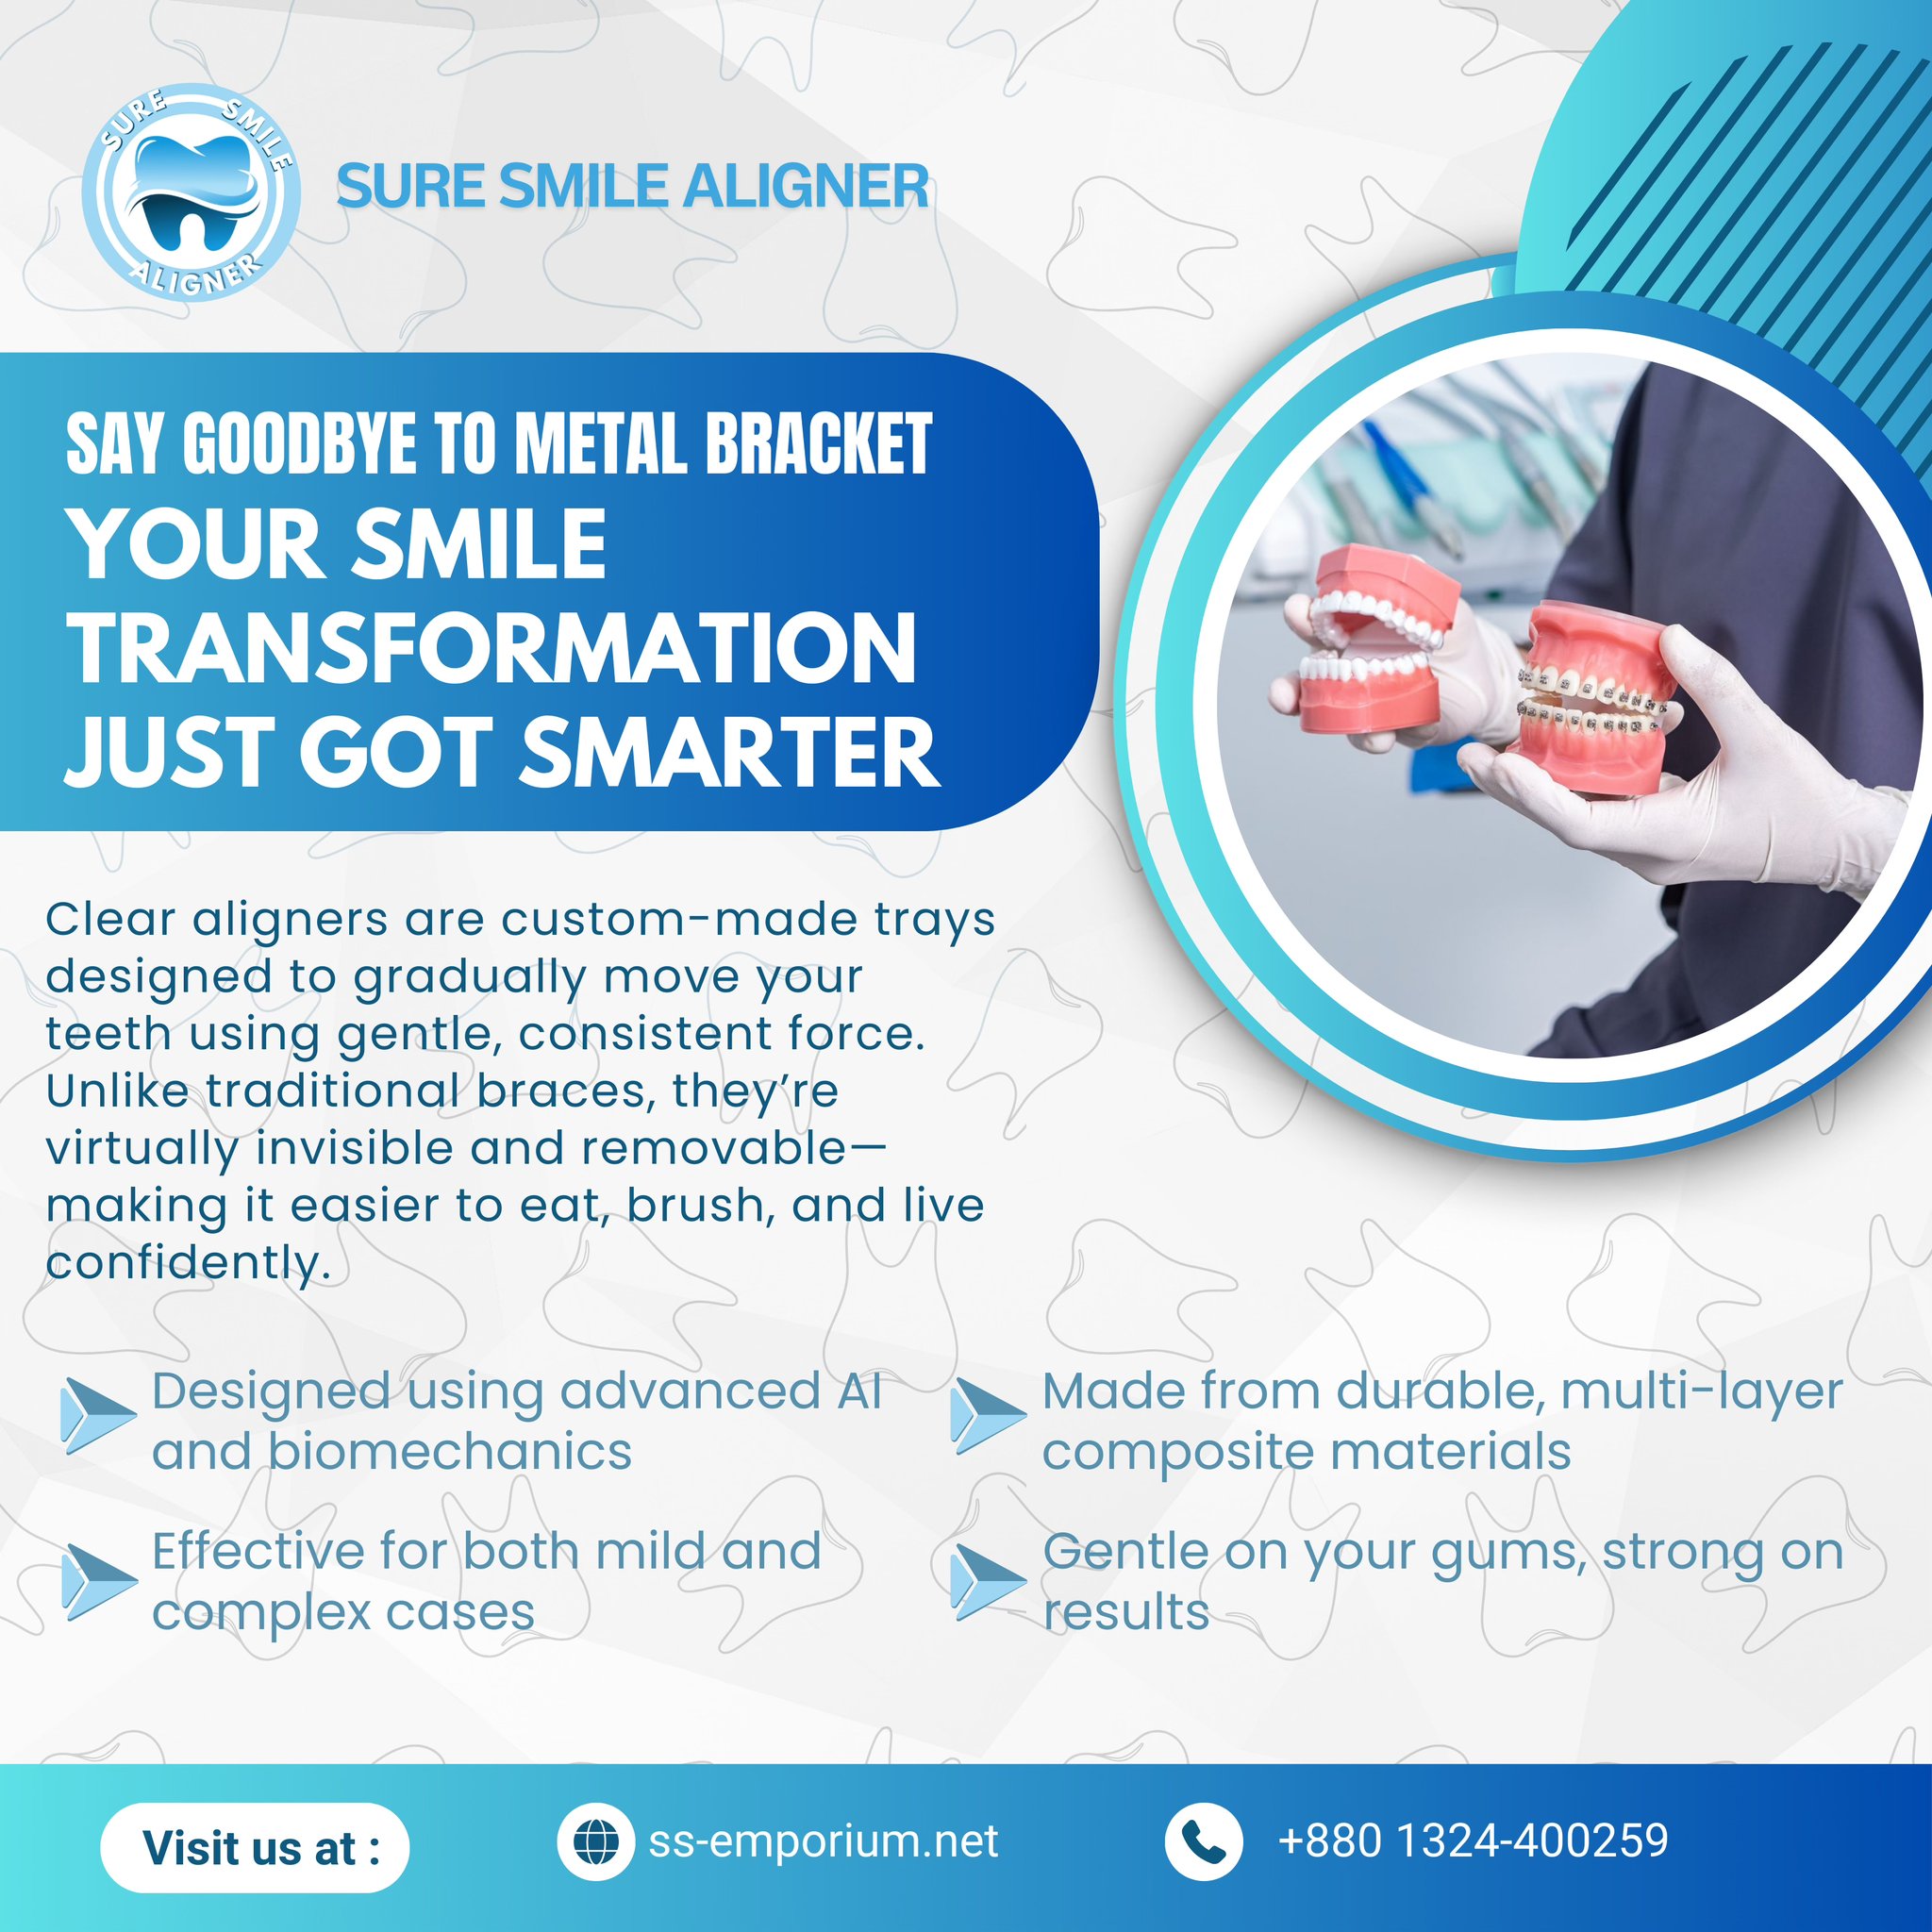 SURE SMILE
ALIGNER
SURE SMILE ALIGNER
SAY GOODBYE TO METAL BRACKET
YOUR SMILE
TRANSFORMATION
JUST GOT SMARTER
Clear aligners are custom-made trays
designed to gradually move your
teeth using gentle, consistent force.
Unlike traditional braces, they’re
virtually invisible and removable—
making it easier to eat, brush, and live
confidently.
Designed using advanced AI
and biomechanics
Effective for both mild and
complex cases
Made from durable, multi-layer
composite materials
Gentle on your gums, strong on
results
Visit us at :
ss-emporium.net
+880 1324-400259